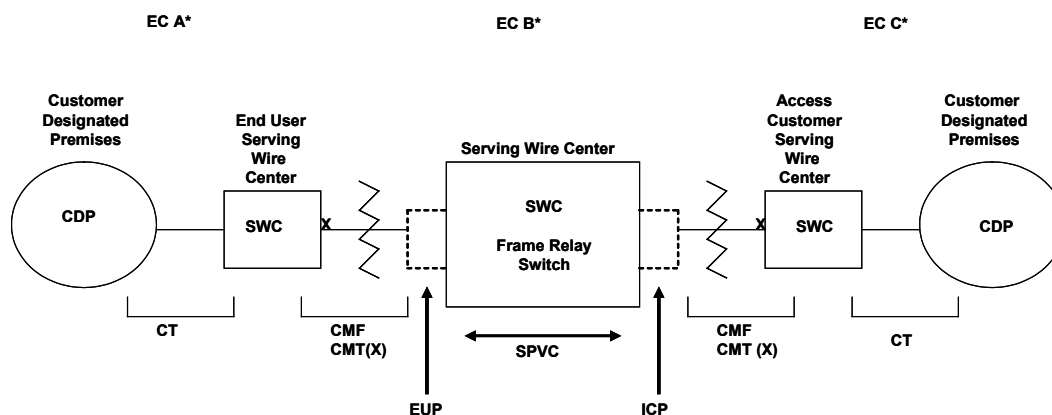 EC A*
EC B*
EC C*
Customer
Designated
Premises
End User
Serving
Wire
Center
Serving Wire Center
Access
Customer
Serving
Wire
Center
Customer
Designated
Premises
CDP
SWC
X
SWC
Frame Relay
Switch
X
SWC
CDP
CT
CMF
CMT(X)
SPVC
CMF
CMT (X)
CT
EUP
ICP